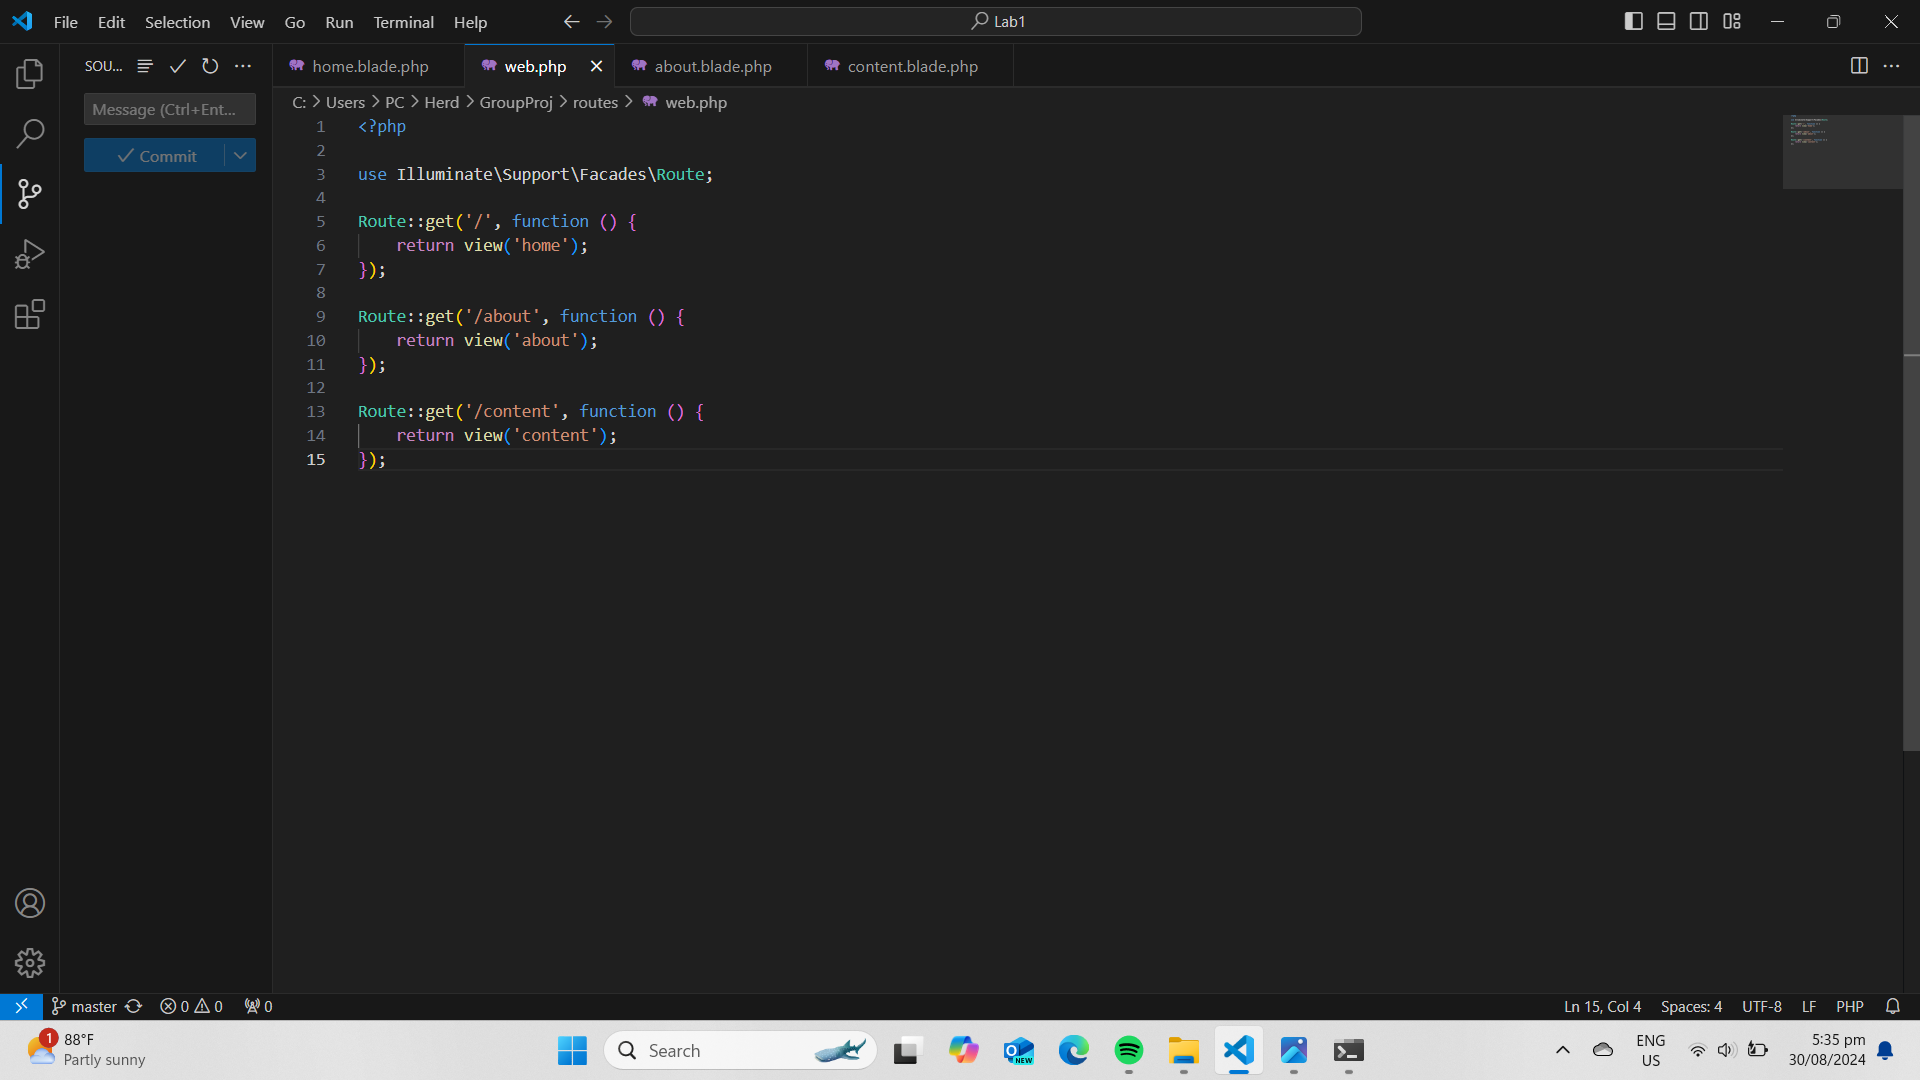 File Edit Selection View Go Run Terminal Help
Lab1
SOU...
home.blade.php
web.php
about.blade.php
content.blade.php
Message (Ctrl+Ent...
Commit
C: > Users > PC > Herd > GroupProj > routes > web.php
1 <?php
2
3 use Illuminate\Support\Facades\Route;
4
5 Route::get('/', function () {
6     return view('home');
7 });
8
9 Route::get('/about', function () {
10     return view('about');
11 });
12
13 Route::get('/content', function () {
14     return view('content');
15 });
master 0 0 0
Ln 15, Col 4 Spaces: 4 UTF-8 LF PHP
1
88°F
Partly sunny
Search
NEW
ENG
US
5:35 pm
30/08/2024